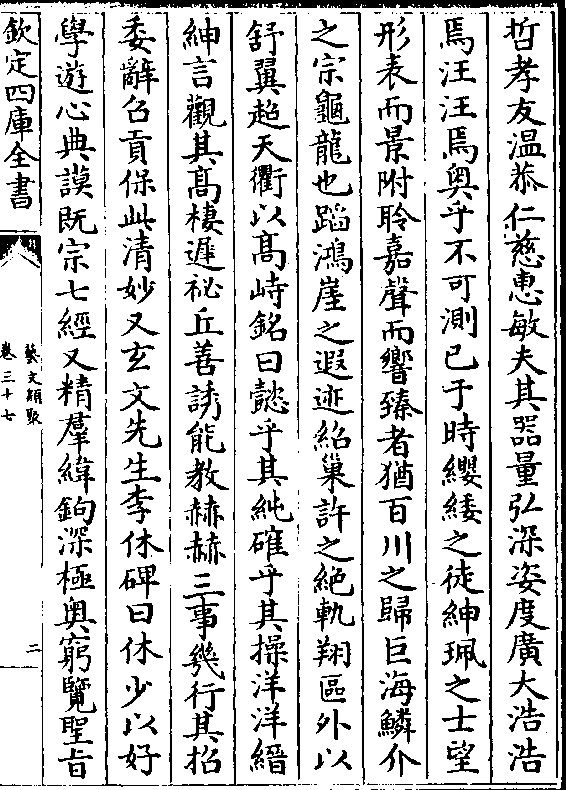 哲孝友温恭仁慈惠敏夫其器量弘深姿度廣大浩浩
焉汪汪焉奥乎不可測已于時纓緌之徒紳珮之士望
形表而景附聆嘉聲而響臻者猶百川之歸巨海鱗介
之宗龜龍也蹈鴻崖之遐迹紹巢許之絶軌翔區外以
舒翼超天衢以髙峙銘曰懿乎其純確乎其操洋洋縉
紳言觀其髙棲遲祕丘善誘能教赫赫三事幾行其招
委辭召貢保此清妙又玄文先生李休碑曰休少以好
學遊心典謨既宗七經又精羣緯鉤深極奥窮覽聖旨
欽定四庫全書
藝文類聚
卷三十七
二